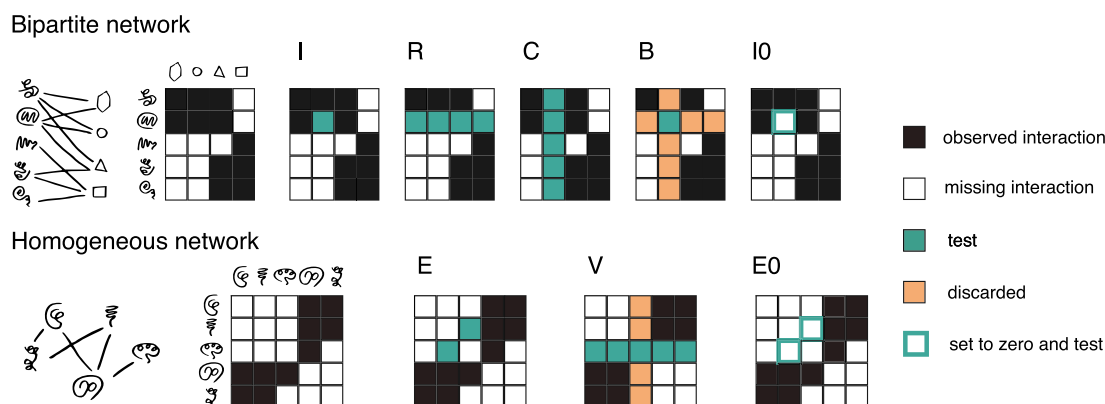 Bipartite network
I R C B I0
observed interaction
missing interaction
test
discarded
set to zero and test
Homogeneous network
E V E0